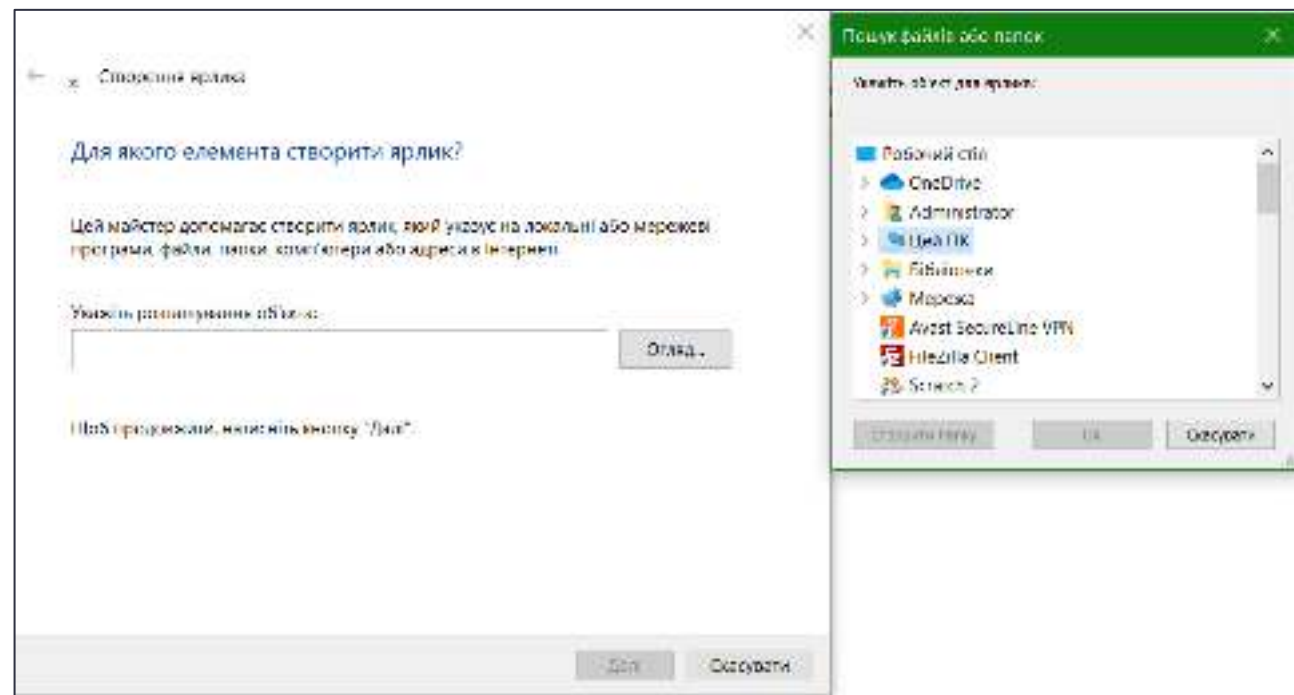 Створення ярлика
Для якого елемента створити ярлик?
Цей майстер допомагає створити ярлик, який указує на локальні або мережеві
програми, файли, папки, комп'ютери або адреси в Інтернеті.
Укажіть розташування об'єкта:
Огляд...
Щоб продовжити, натисніть кнопку "Далі".
Далі
Скасувати
Пошук файлів або папок
Укажіть об'єкт для ярлика:
Робочий стіл
OneDrive
Administrator
Цей ПК
Бібліотеки
Мережа
Avast SecureLine VPN
FileZilla Client
Scratch 2
Створити папку
OK
Скасувати